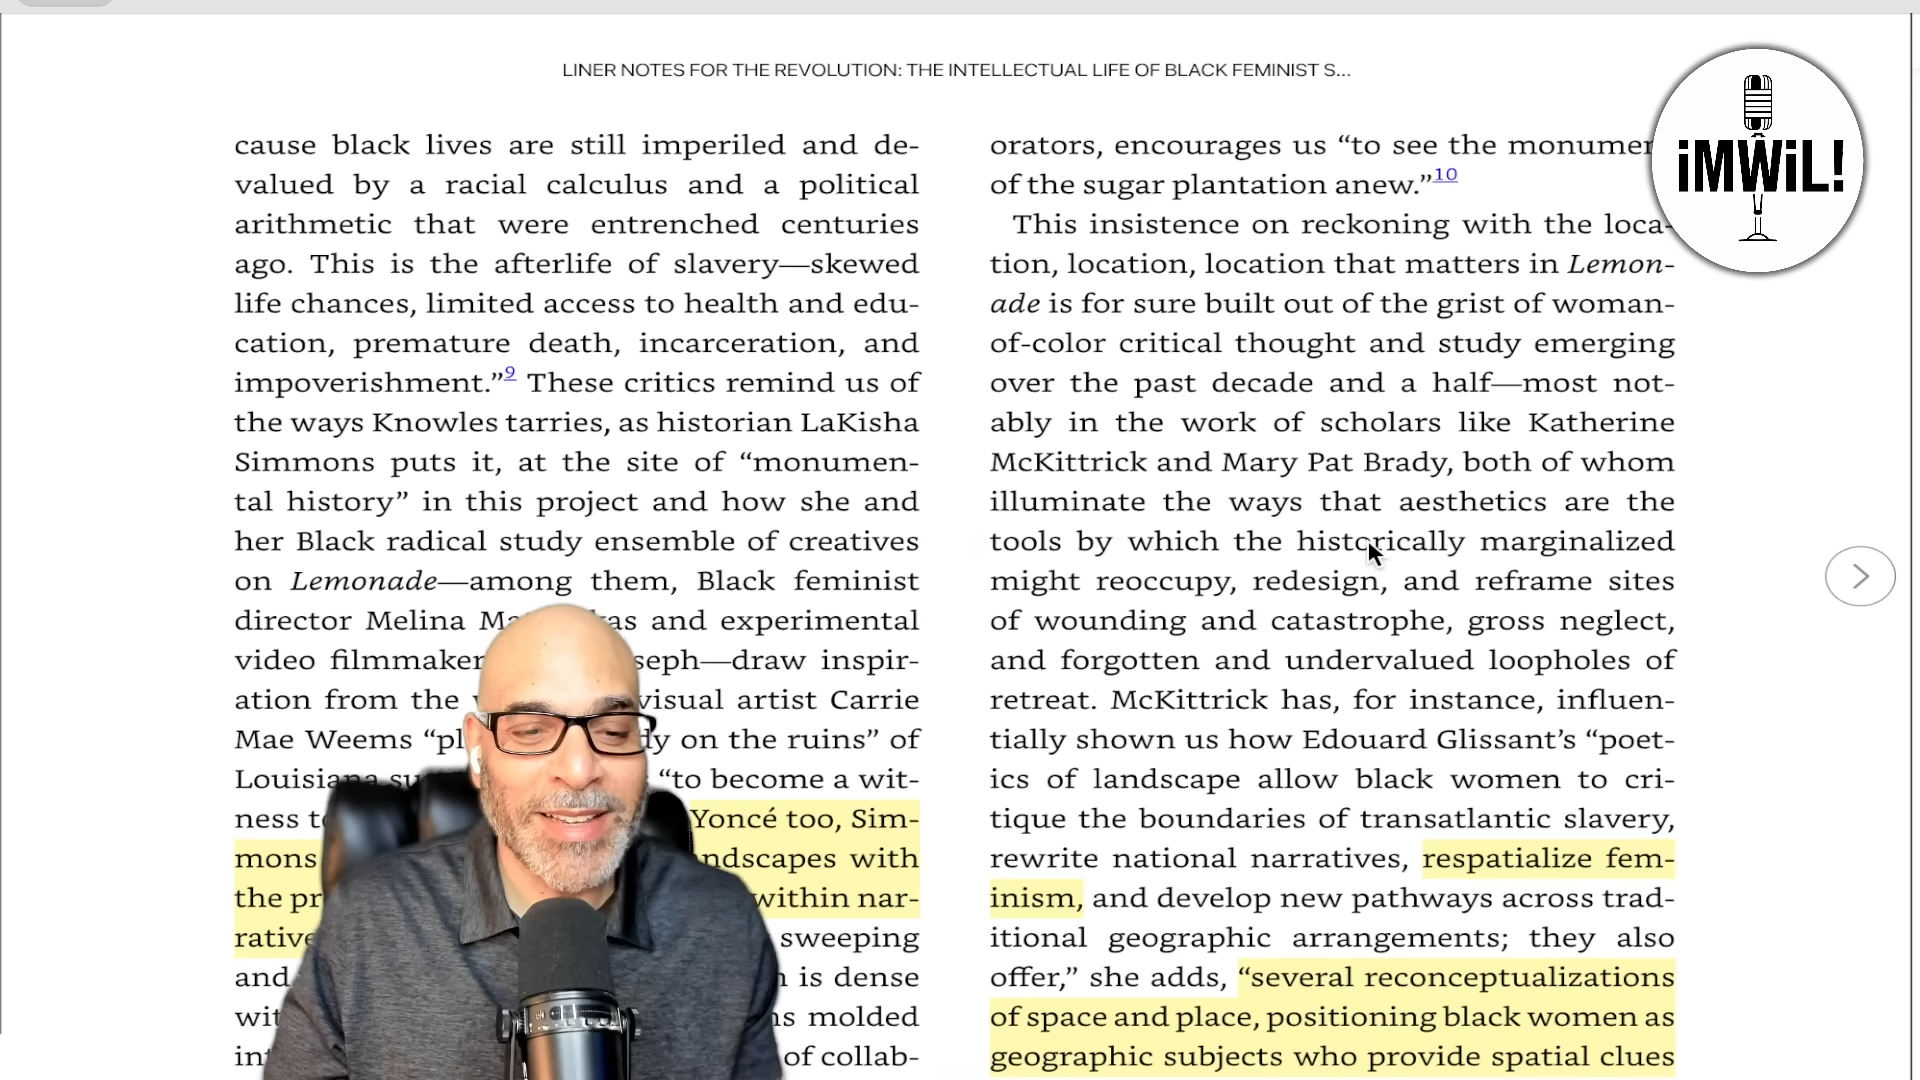 LINER NOTES FOR THE REVOLUTION: THE INTELLECTUAL LIFE OF BLACK FEMINIST S...
iMWiL!
cause black lives are still imperiled and de-
valued by a racial calculus and a political
arithmetic that were entrenched centuries
ago. This is the afterlife of slavery—skewed
life chances, limited access to health and edu-
cation, premature death, incarceration, and
impoverishment.”9 These critics remind us of
the ways Knowles tarries, as historian LaKisha
Simmons puts it, at the site of “monumen-
tal history” in this project and how she and
her Black radical study ensemble of creatives
on Lemonade—among them, Black feminist
director Melina and experimental
video filmmaker draw inspir-
ation from the visual artist Carrie
Mae Weems on the ruins” of
Louisiana “to become a wit-
ness Yoncé too, Sim-
mons with
the within nar-
sweeping
and is dense
molded
of collab-
orators, encourages us “to see the
of the sugar plantation anew.”10
This insistence on reckoning with the loca-
tion, location, location that matters in Lemon-
ade is for sure built out of the grist of woman-
of-color critical thought and study emerging
over the past decade and a half—most not-
ably in the work of scholars like Katherine
McKittrick and Mary Pat Brady, both of whom
illuminate the ways that aesthetics are the
tools by which the historically marginalized
might reoccupy, redesign, and reframe sites
of wounding and catastrophe, gross neglect,
and forgotten and undervalued loopholes of
retreat. McKittrick has, for instance, influen-
tially shown us how Edouard Glissant’s “poet-
ics of landscape allow black women to cri-
tique the boundaries of transatlantic slavery,
rewrite national narratives, respatialize fem-
inism, and develop new pathways across trad-
itional geographic arrangements; they also
offer,” she adds, “several reconceptualizations
of space and place, positioning black women as
geographic subjects who provide spatial clues